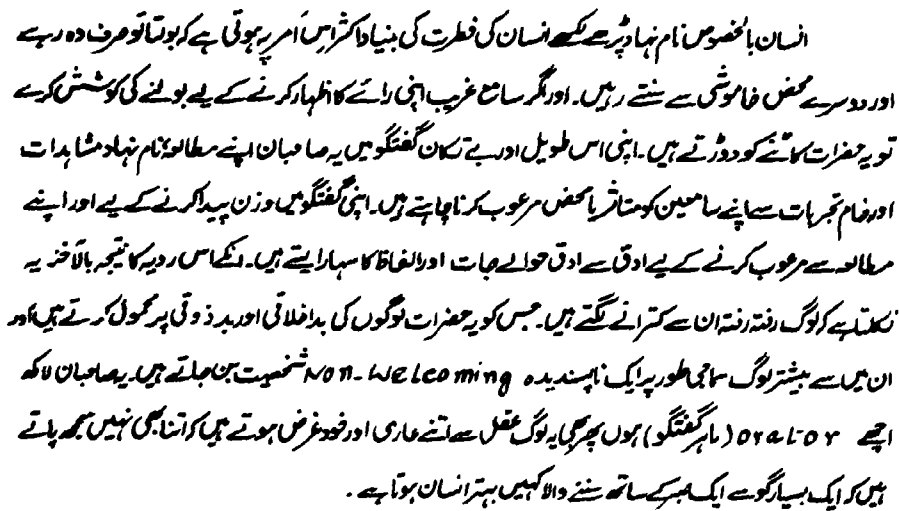 انسان بالخصوص نام نہاد پڑھے لکھے انسان کی فطرت کی بنیاد اکثر اس امر پر ہوتی ہے کہ بولتا تو صرف وہ رہے
اور دوسرے محض خاموشی سے سنتے رہیں۔ اور اگر سامع غریب اپنی رائے کا اظہار کرنے کے لیے بولنے کی کوشش کرے
تو یہ حضرات کاٹنے کو دوڑتے ہیں۔ اپنی اس طویل اور بے تکان گفتگو میں یہ صاحبان اپنے مطالعہ، نام نہاد مشاہدات
اور خام تجربات سے اپنے سامعین کو متاثر یا محض مرعوب کرنا چاہتے ہیں۔ اپنی گفتگو میں وزن پیدا کرنے کے لیے اور اپنے
مطالعہ سے مرعوب کرنے کے لیے ادق سے ادق حوالے جات اور الفاظ کا سہارا لیتے ہیں۔ انکے اس رویہ کا نتیجہ بالآخر یہ
نکلتا ہے کہ لوگ رفتہ رفتہ ان سے کترانے لگتے ہیں۔ جس کو یہ حضرات لوگوں کی بداخلاقی اور بدذوقی پر محمول کرتے ہیں اور
ان میں سے بیشتر لوگ سماجی طور پر ایک ناپسندیدہ Non-Welcoming شخصیت بن جاتے ہیں۔ یہ صاحبان لاکھ
اچھے orator (ماہر گفتگو) ہوں پھر بھی یہ لوگ عقل سے اتنے عاری اور خود غرض ہوتے ہیں کہ اتنا بھی نہیں سمجھ پاتے
ہیں کہ ایک بسیار گو سے ایک صبر کے ساتھ سننے والا کہیں بہتر انسان ہوتا ہے۔